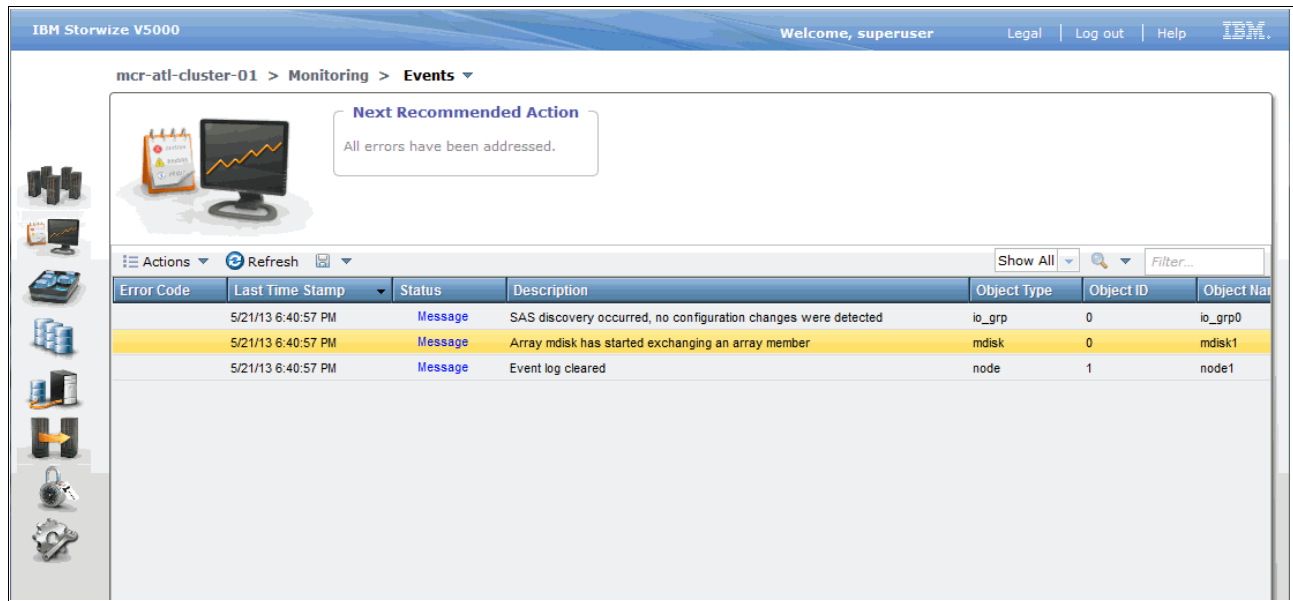 IBM Storwize V5000 Welcome, superuser Legal Log out Help IBM.
mcr-atl-cluster-01 > Monitoring > Events
Next Recommended Action
All errors have been addressed.
Actions Refresh Show All Filter...
Error Code Last Time Stamp Status Description Object Type Object ID Object Nar
5/21/13 6:40:57 PM Message SAS discovery occurred, no configuration changes were detected io_grp 0 io_grp0
5/21/13 6:40:57 PM Message Array mdisk has started exchanging an array member mdisk 0 mdisk1
5/21/13 6:40:57 PM Message Event log cleared node 1 node1